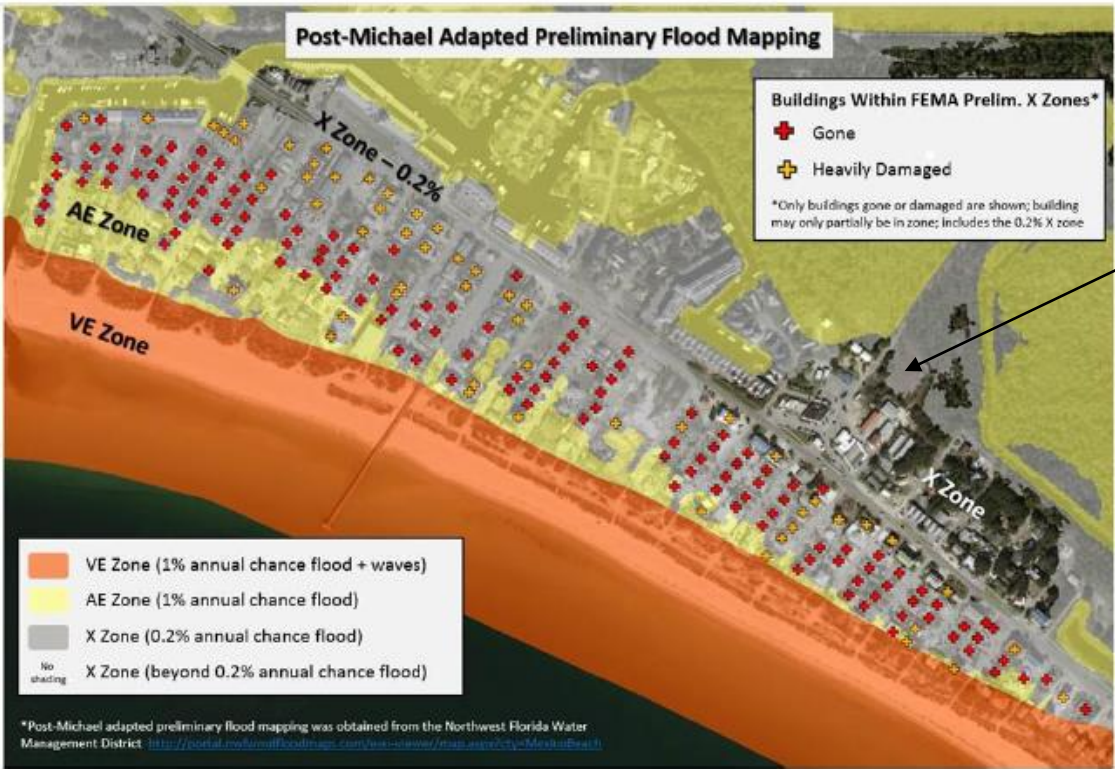 Post-Michael Adapted Preliminary Flood Mapping
Buildings Within FEMA Prelim. X Zones*
Gone
Heavily Damaged
*Only buildings gone or damaged are shown; building
may only partially be in zone; includes the 0.2% X zone
X Zone – 0.2%
AE Zone
VE Zone
X Zone
VE Zone (1% annual chance flood + waves)
AE Zone (1% annual chance flood)
X Zone (0.2% annual chance flood)
No
shading
X Zone (beyond 0.2% annual chance flood)
*Post-Michael adapted preliminary flood mapping was obtained from the Northwest Florida Water
Management District